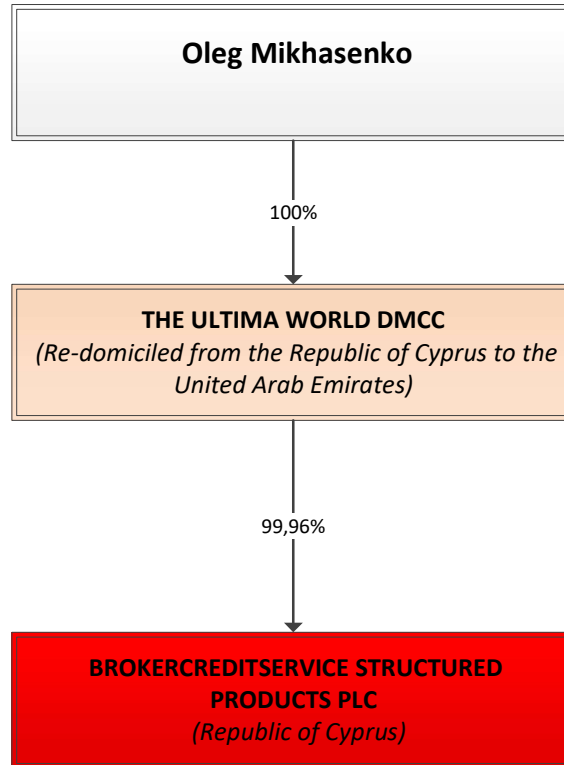 Oleg Mikhasenko
100%
THE ULTIMA WORLD DMCC
(Re-domiciled from the Republic of Cyprus to the
United Arab Emirates)
99,96%
BROKERCREDITSERVICE STRUCTURED
PRODUCTS PLC
(Republic of Cyprus)